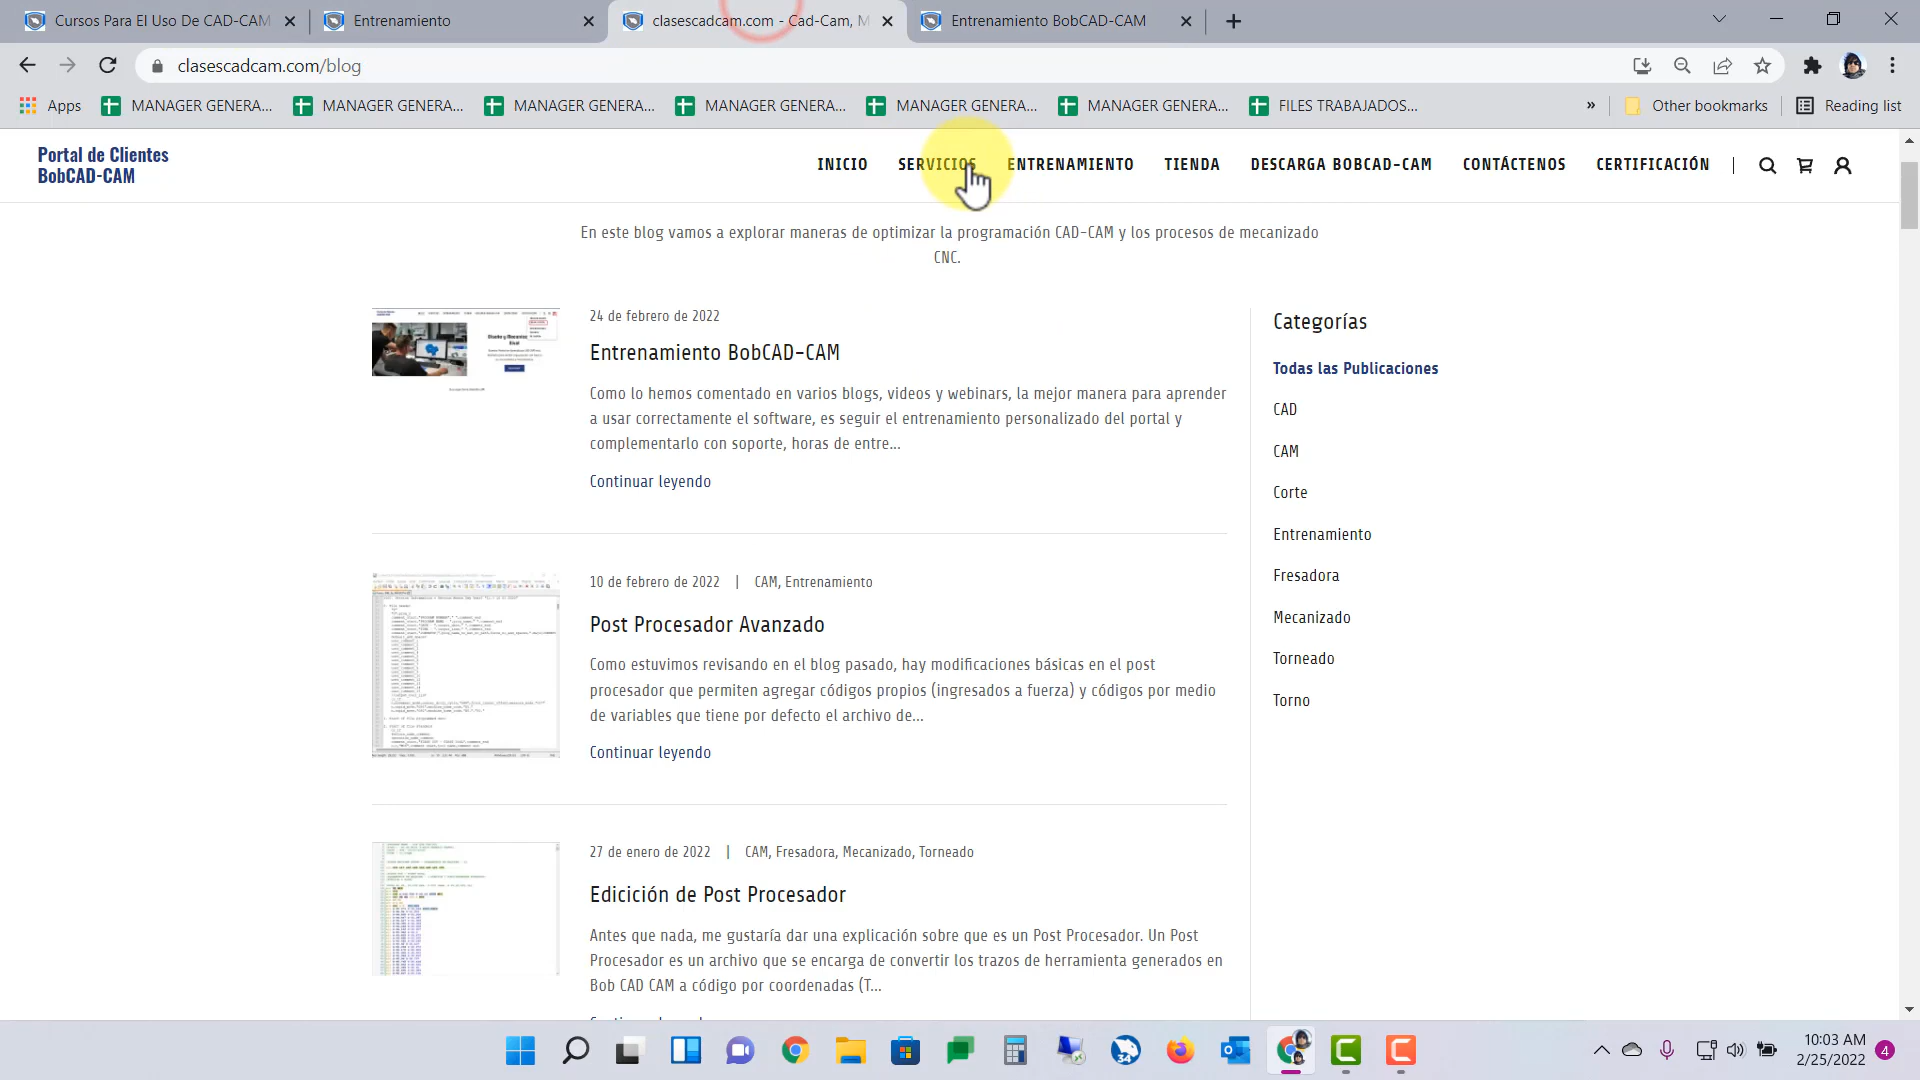 Cursos Para El Uso De CAD-CAM
Entrenamiento
clasescadcam.com - Cad-Cam, M
Entrenamiento BobCAD-CAM
clasescadcam.com/blog
Apps
MANAGER GENERA...
MANAGER GENERA...
MANAGER GENERA...
MANAGER GENERA...
MANAGER GENERA...
MANAGER GENERA...
FILES TRABAJADOS...
»
Other bookmarks
Reading list
Portal de Clientes
BobCAD-CAM
INICIO
SERVICIOS
ENTRENAMIENTO
TIENDA
DESCARGA BOBCAD-CAM
CONTÁCTENOS
CERTIFICACIÓN
En este blog vamos a explorar maneras de optimizar la programación CAD-CAM y los procesos de mecanizado
CNC.
24 de febrero de 2022
Entrenamiento BobCAD-CAM
Como lo hemos comentado en varios blogs, videos y webinars, la mejor manera para aprender
a usar correctamente el software, es seguir el entrenamiento personalizado del portal y
complementarlo con soporte, horas de entre...
Continuar leyendo
10 de febrero de 2022 | CAM, Entrenamiento
Post Procesador Avanzado
Como estuvimos revisando en el blog pasado, hay modificaciones básicas en el post
procesador que permiten agregar códigos propios (ingresados a fuerza) y códigos por medio
de variables que tiene por defecto el archivo de...
Continuar leyendo
27 de enero de 2022 | CAM, Fresadora, Mecanizado, Torneado
Edicición de Post Procesador
Antes que nada, me gustaría dar una explicación sobre que es un Post Procesador. Un Post
Procesador es un archivo que se encarga de convertir los trazos de herramienta generados en
Bob CAD CAM a código por coordenadas (T...
Categorías
Todas las Publicaciones
CAD
CAM
Corte
Entrenamiento
Fresadora
Mecanizado
Torneado
Torno
34
10:03 AM
2/25/2022
4